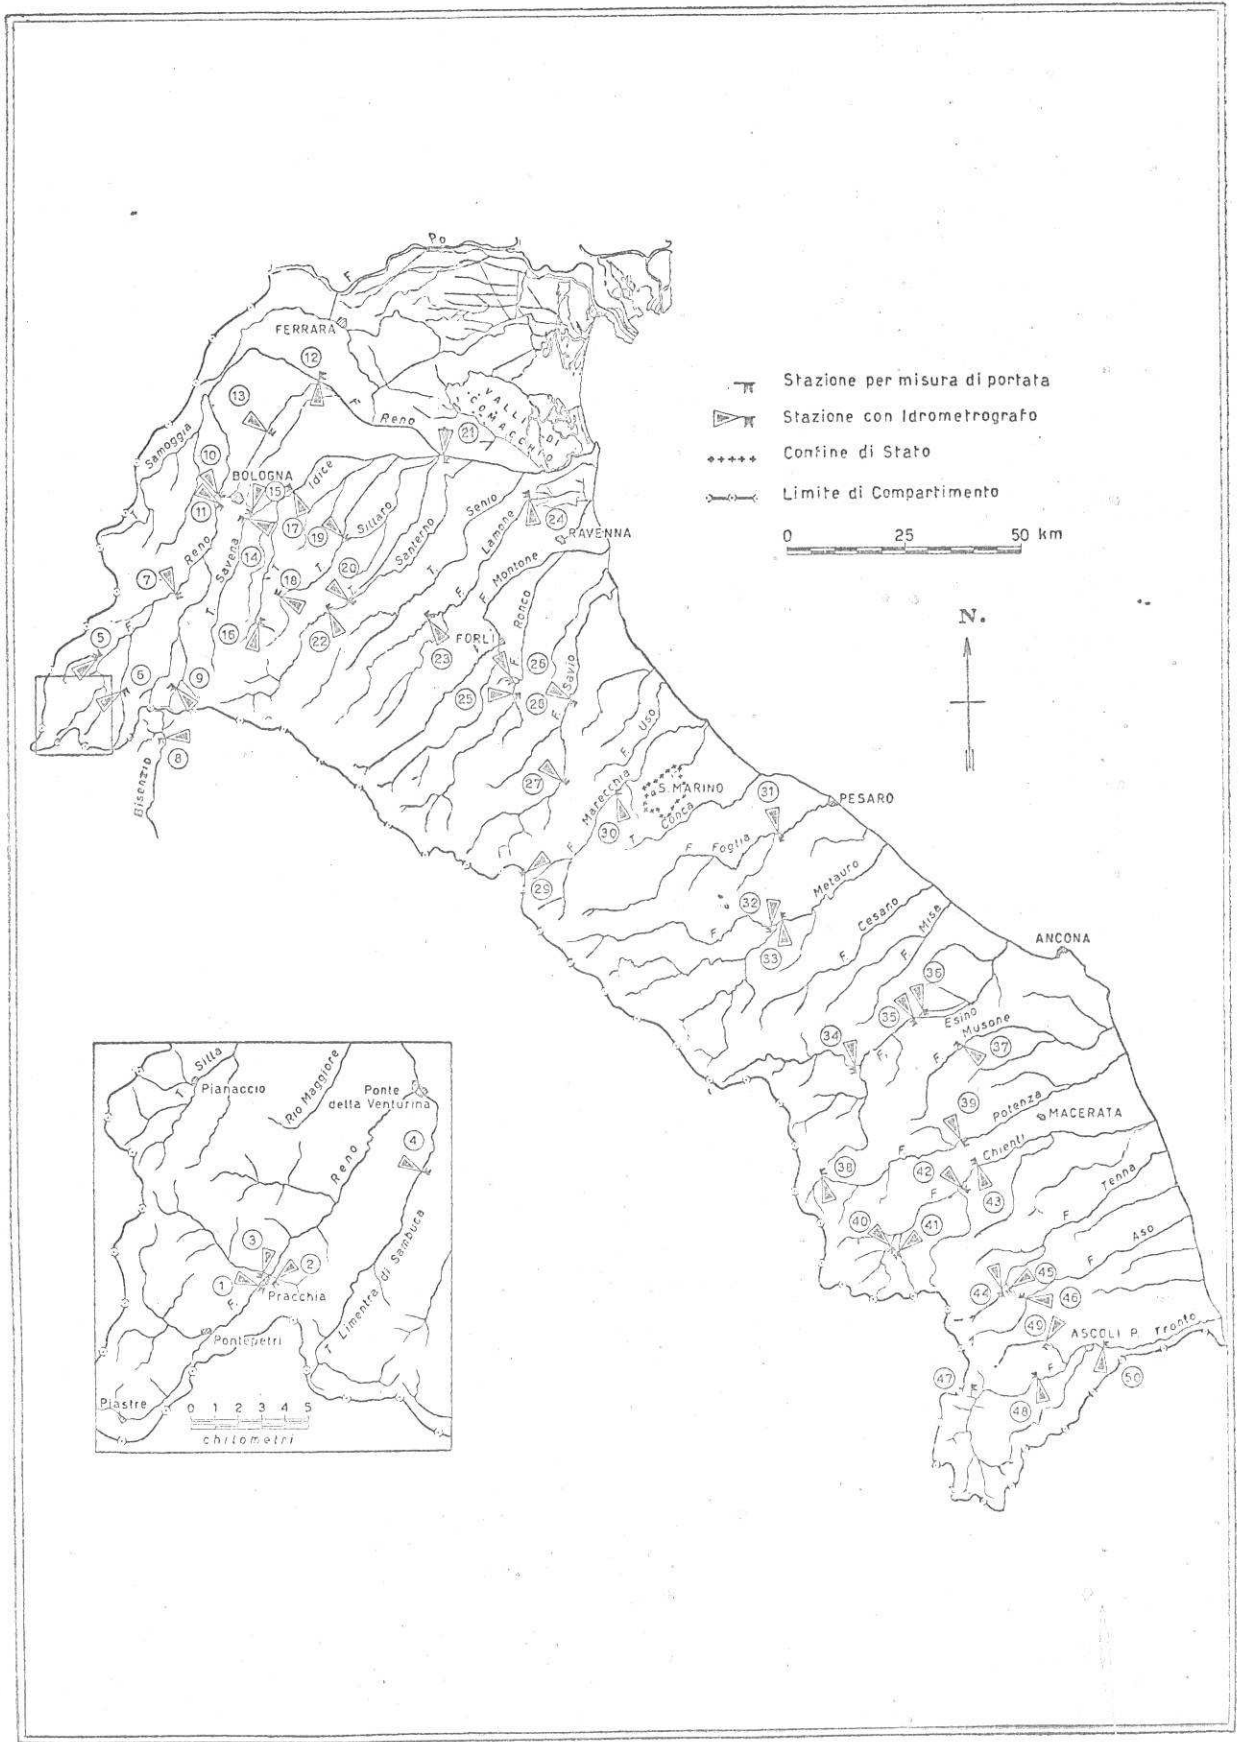 F. Po
FERRARA
12
13
F. Reno
VALLI DI COMACCHIO
21
Samoggia
T.
10
BOLOGNA
15
Idice
11
17
19
Sillaro
T.
Santerno
T.
Senio
T.
Lamone
F.
24
RAVENNA
7
F. Reno
T. Savena
14
T.
18
20
F. Montone
Ronco
F.
16
22
23
FORLÌ
26
5
6
9
25
28
F. Savio
8
Bisenzio
27
F. Uso
F. Marecchia
S. MARINO
30
T. Conca
31
PESARO
F. Foglia
29
32
F. Metauro
33
F. Cesano
F. Misa
ANCONA
36
35
F. Esino
34
F. Musone
37
39
F. Potenza
MACERATA
38
42
F. Chienti
43
40
41
F. Tenna
F. Aso
44
45
46
49
ASCOLI P.
F. Tronto
47
48
50
Stazione per misura di portata
Stazione con Idrometrografo
Confine di Stato
Limite di Compartimento
0 25 50 km
N.
T. Silla
Pianaccio
Rio Maggiore
Ponte della Venturina
4
F. Reno
3
2
1
Pracchia
T. Limentra di Sambuca
Pontepetri
Piastre
0 1 2 3 4 5
chilometri